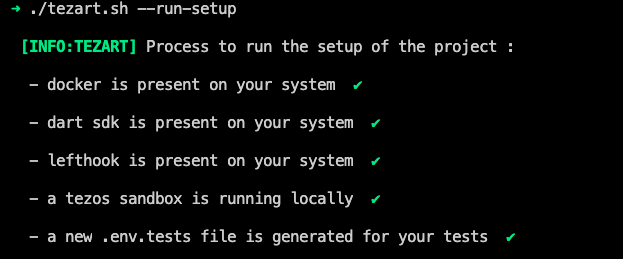 ➜ ./tezart.sh --run-setup
[INFO:TEZART] Process to run the setup of the project :
- docker is present on your system ✔
- dart sdk is present on your system ✔
- lefthook is present on your system ✔
- a tezos sandbox is running locally ✔
- a new .env.tests file is generated for your tests ✔